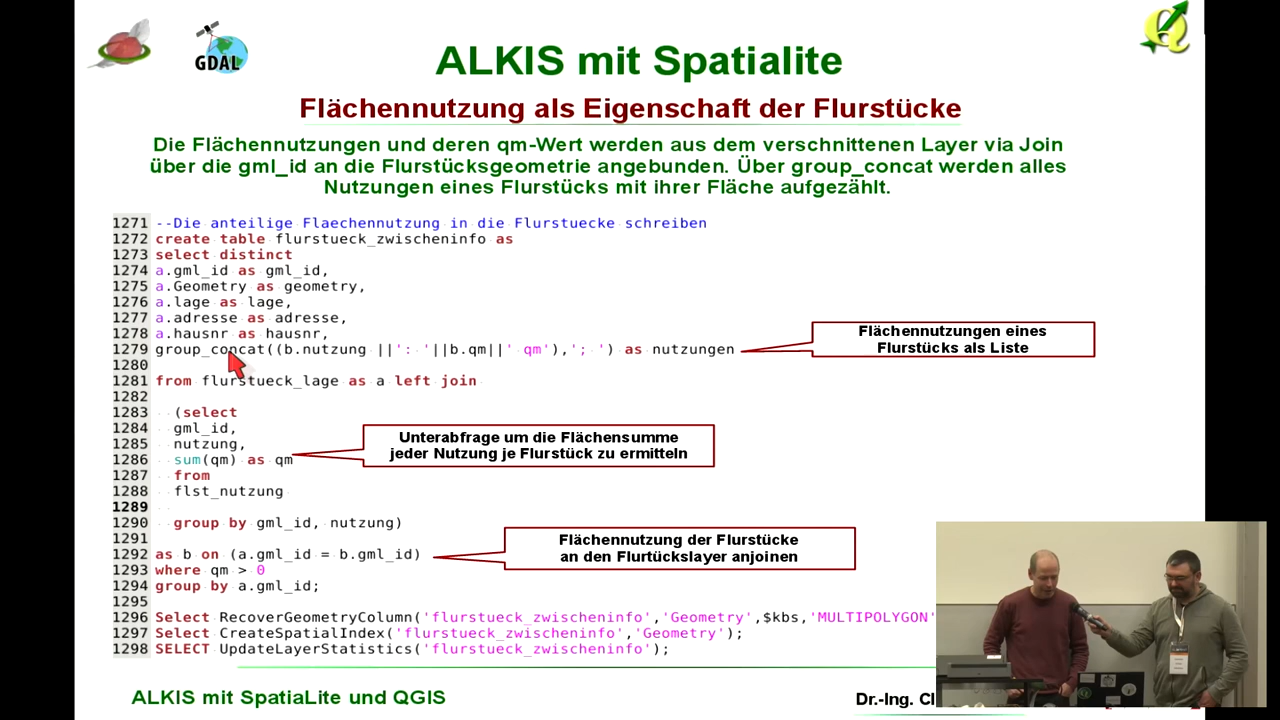 GDAL
ALKIS mit Spatialite
Flächennutzung als Eigenschaft der Flurstücke
Die Flächennutzungen und deren qm-Wert werden aus dem verschnittenen Layer via Join
über die gml_id an die Flurstücksgeometrie angebunden. Über group_concat werden alles
Nutzungen eines Flurstücks mit ihrer Fläche aufgezählt.
1271 --Die anteilige Flaechennutzung in die Flurstuecke schreiben
1272 create table flurstueck_zwischeninfo as
1273 select distinct
1274 a.gml_id as gml_id,
1275 a.Geometry as geometry,
1276 a.lage as lage,
1277 a.adresse as adresse,
1278 a.hausnr as hausnr,
1279 group_concat((b.nutzung ||': '||b.qm||' qm'),'; ') as nutzungen
Flächennutzungen eines
Flurstücks als Liste
1280
1281 from flurstueck_lage as a left join
1282
1283 (select
1284 gml_id,
1285 nutzung,
1286 sum(qm) as qm
Unterabfrage um die Flächensumme
jeder Nutzung je Flurstück zu ermitteln
1287 from
1288 flst_nutzung
1289
1290 group by gml_id, nutzung)
1291
1292 as b on (a.gml_id = b.gml_id)
Flächennutzung der Flurstücke
an den Flurtückslayer anjoinen
1293 where qm > 0
1294 group by a.gml_id;
1295
1296 Select RecoverGeometryColumn('flurstueck_zwischeninfo','Geometry',$kbs,'MULTIPOLYGON'
1297 Select CreateSpatialIndex('flurstueck_zwischeninfo','Geometry');
1298 SELECT UpdateLayerStatistics('flurstueck_zwischeninfo');
ALKIS mit SpatiaLite und QGIS
Dr.-Ing. Cl